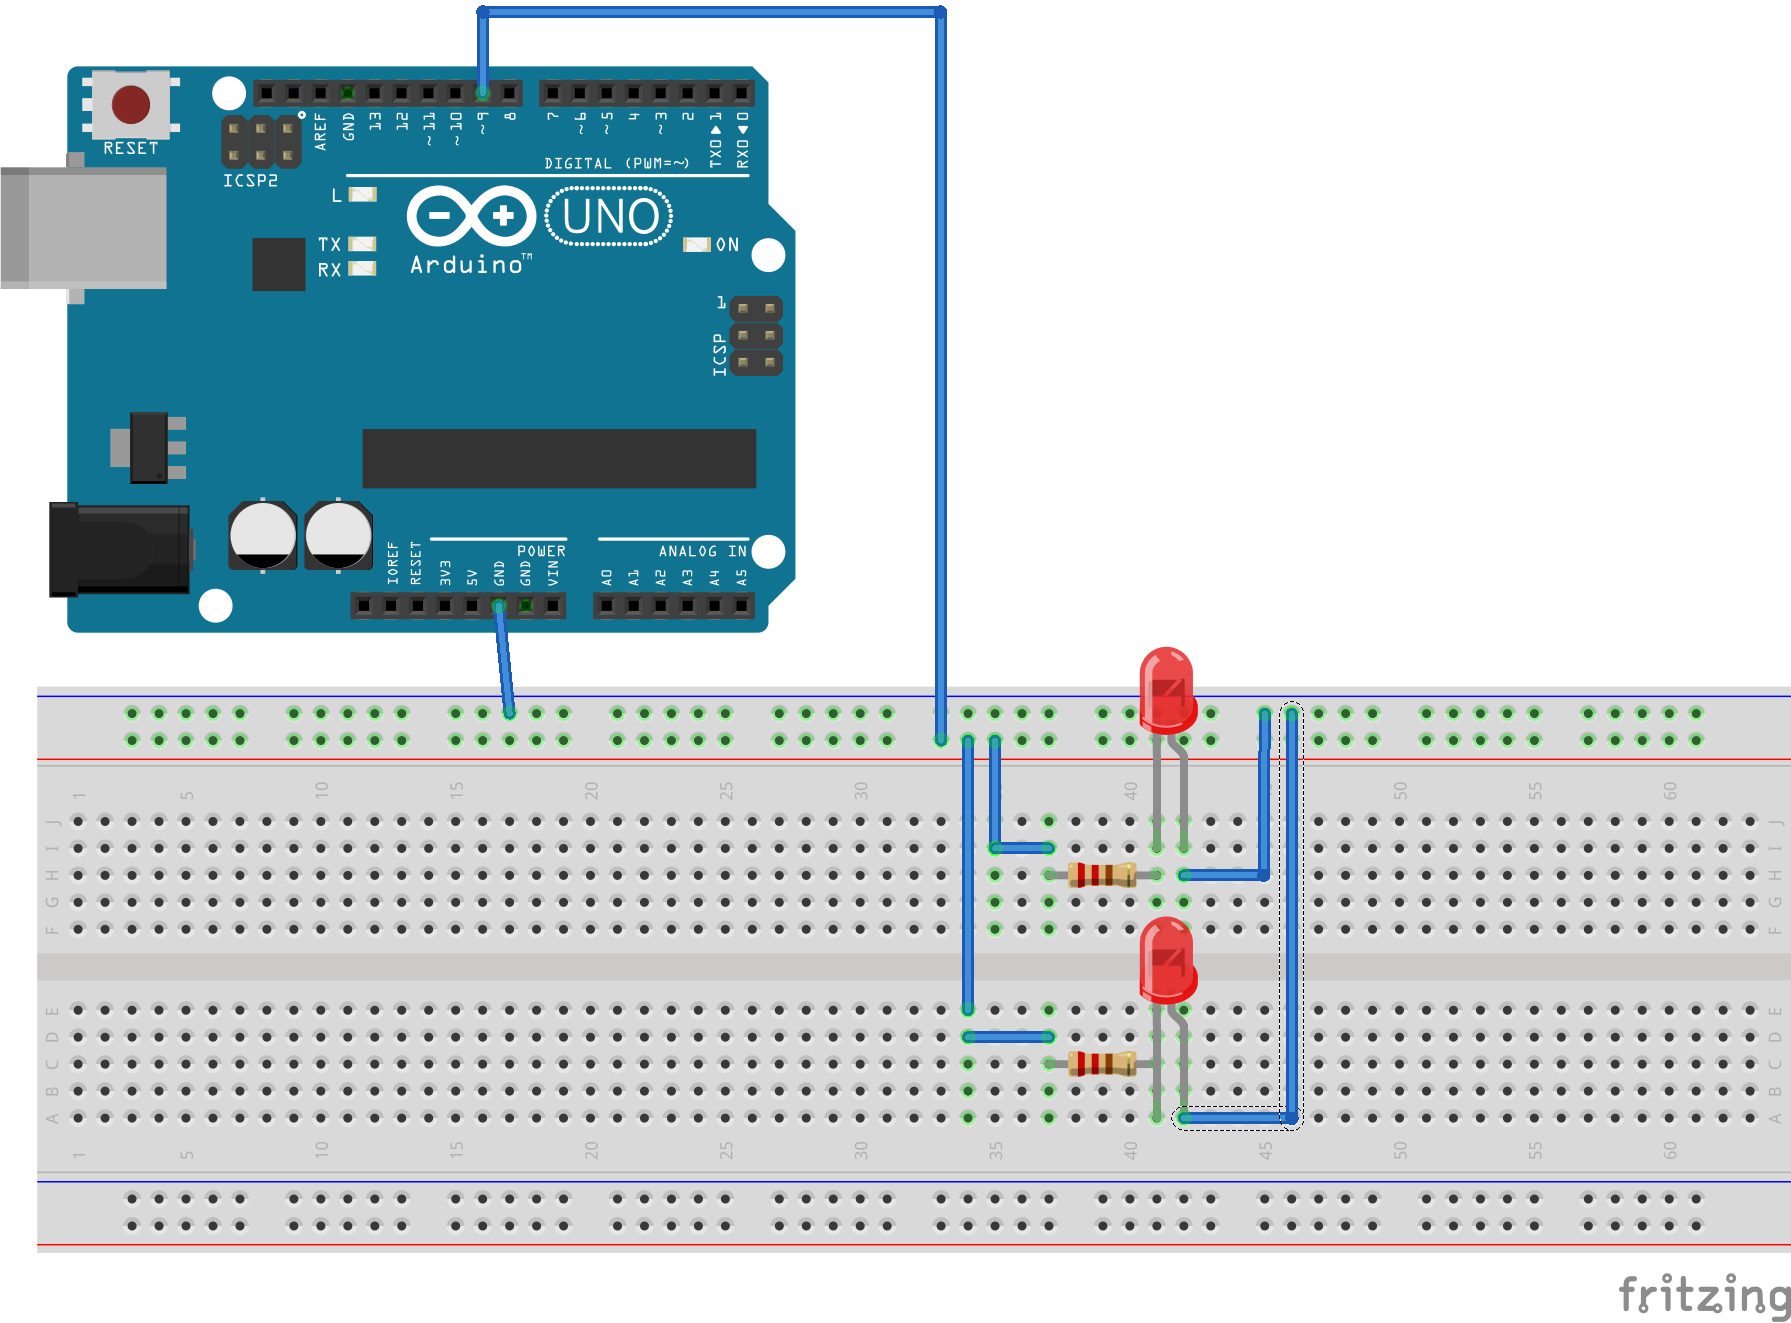 RESET
ICSP2
AREF
GND
13
12
~11
~10
~9
8
7
~6
~5
4
~3
2
TX0▶1
RX0◀0
DIGITAL (PWM=~)
L
TX
RX
UNO
ON
Arduino™
1
ICSP
POWER
ANALOG IN
IOREF
RESET
3V3
5V
GND
GND
VIN
A0
A1
A2
A3
A4
A5
1 5 10 15 20 25 30 40 50 55 60
J J
I I
H H
G G
F F
E E
D D
C C
B B
A A
1 5 10 15 20 25 30 35 40 45 50 55 60
fritzing